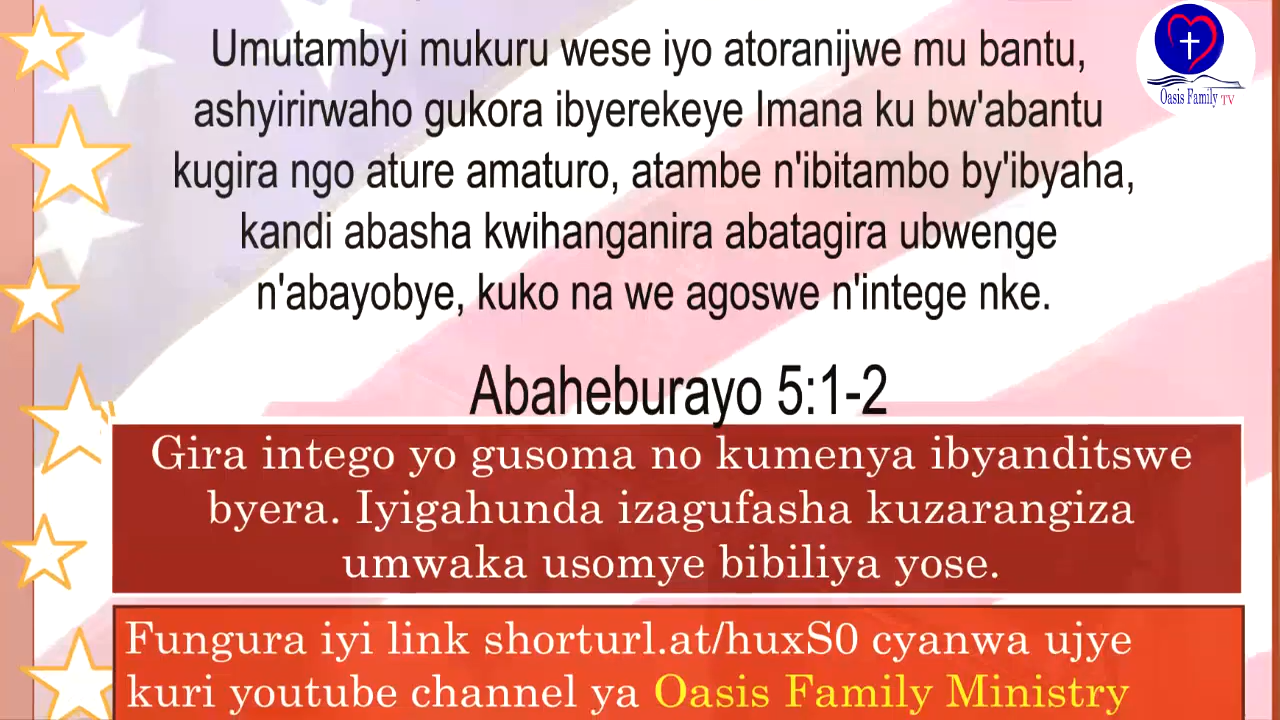 Umutambyi mukuru wese iyo atoranijwe mu bantu,
ashyirirwaho gukora ibyerekeye Imana ku bw'abantu
kugira ngo ature amaturo, atambe n'ibitambo by'ibyaha,
kandi abasha kwihanganira abatagira ubwenge
n'abayobye, kuko na we agoswe n'intege nke.
Abaheburayo 5:1-2
Oasis Family TV
Gira intego yo gusoma no kumenya ibyanditswe
byera. Iyigahunda izagufasha kuzarangiza
umwaka usomye bibiliya yose.
Fungura iyi link shorturl.at/huxS0 cyanwa ujye
kuri youtube channel ya Oasis Family Ministry